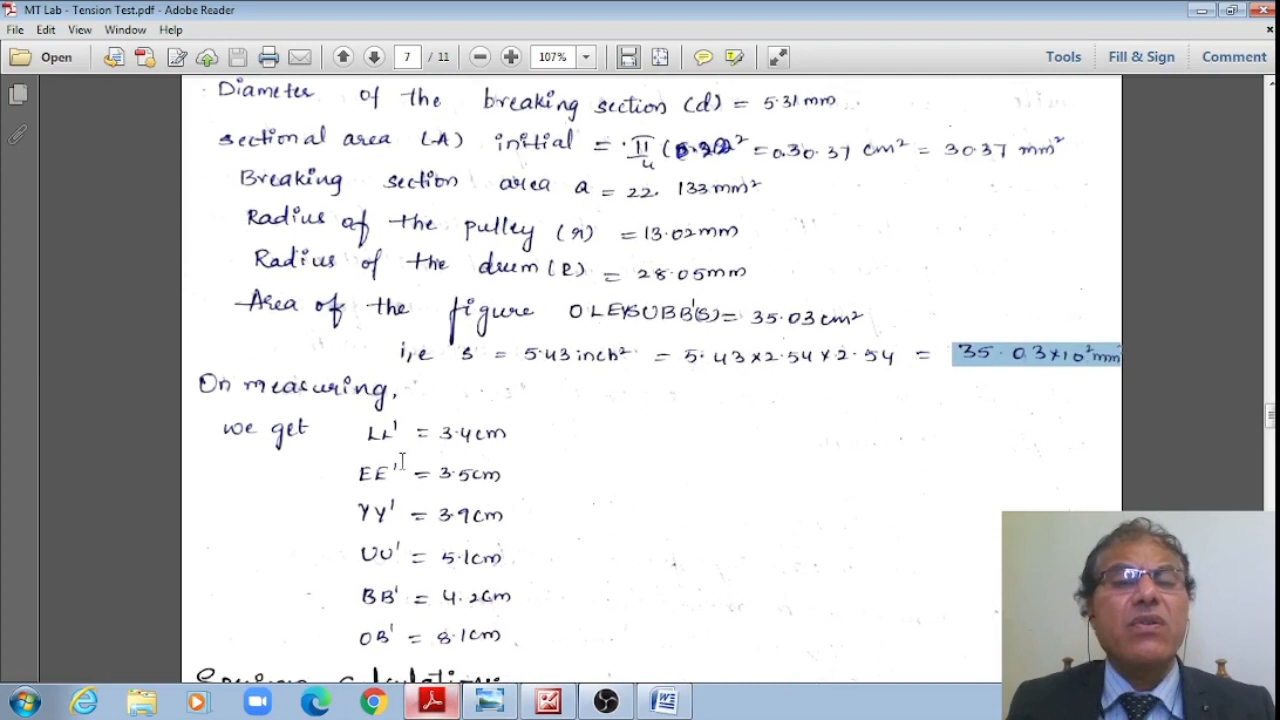 MT Lab - Tension Test.pdf - Adobe Reader
File Edit View Window Help
Open 7 / 11 107% Tools Fill & Sign Comment
Diameter of the breaking section (d) = 5.31 mm
sectional area (A) initial = π/4 ( ² = 0.30.37 cm² = 30.37 mm²
Breaking section area a = 22.133 mm²
Radius of the pulley (r) = 13.02 mm
Radius of the drum (R) = 28.05 mm
Area of the figure OLEYSUBB'(S) = 35.03 cm²
i,e S = 5.43 inch² = 5.43 × 2.54 × 2.54 = 35.03×10² mm
On measuring,
we get LL' = 3.4 cm
EE' = 3.5 cm
YY' = 3.9 cm
UU' = 5.1 cm
BB' = 4.2 cm
OB' = 8.1 cm